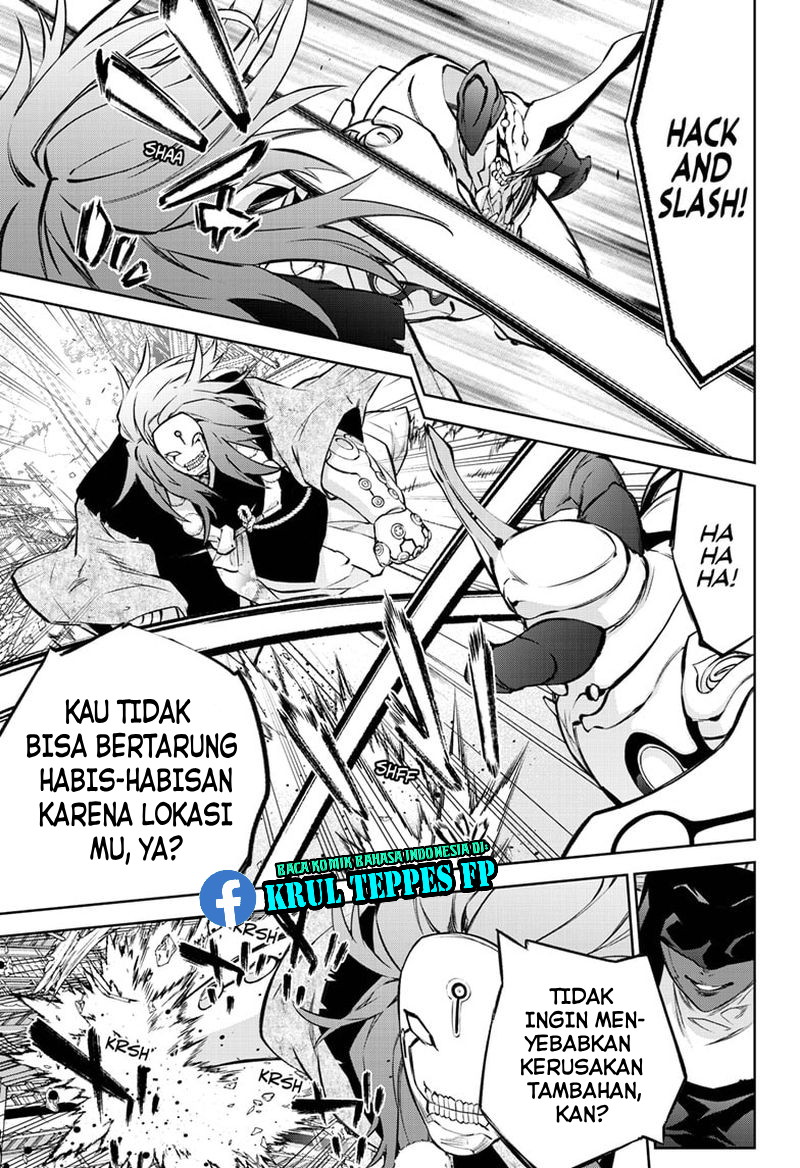 HACK
AND
SLASH!
SHAA
HA
HA
HA!
KAU TIDAK
BISA BERTARUNG
HABIS-HABISAN
KARENA LOKASI
MU, YA?
SHFF
BACA KOMIK BAHASA INDONESIA DI:
KRUL TEPPES FP
TIDAK
INGIN MEN-
YEBABKAN
KERUSAKAN
TAMBAHAN,
KAN?
KRSH
KRSH
KRSH
KRSH